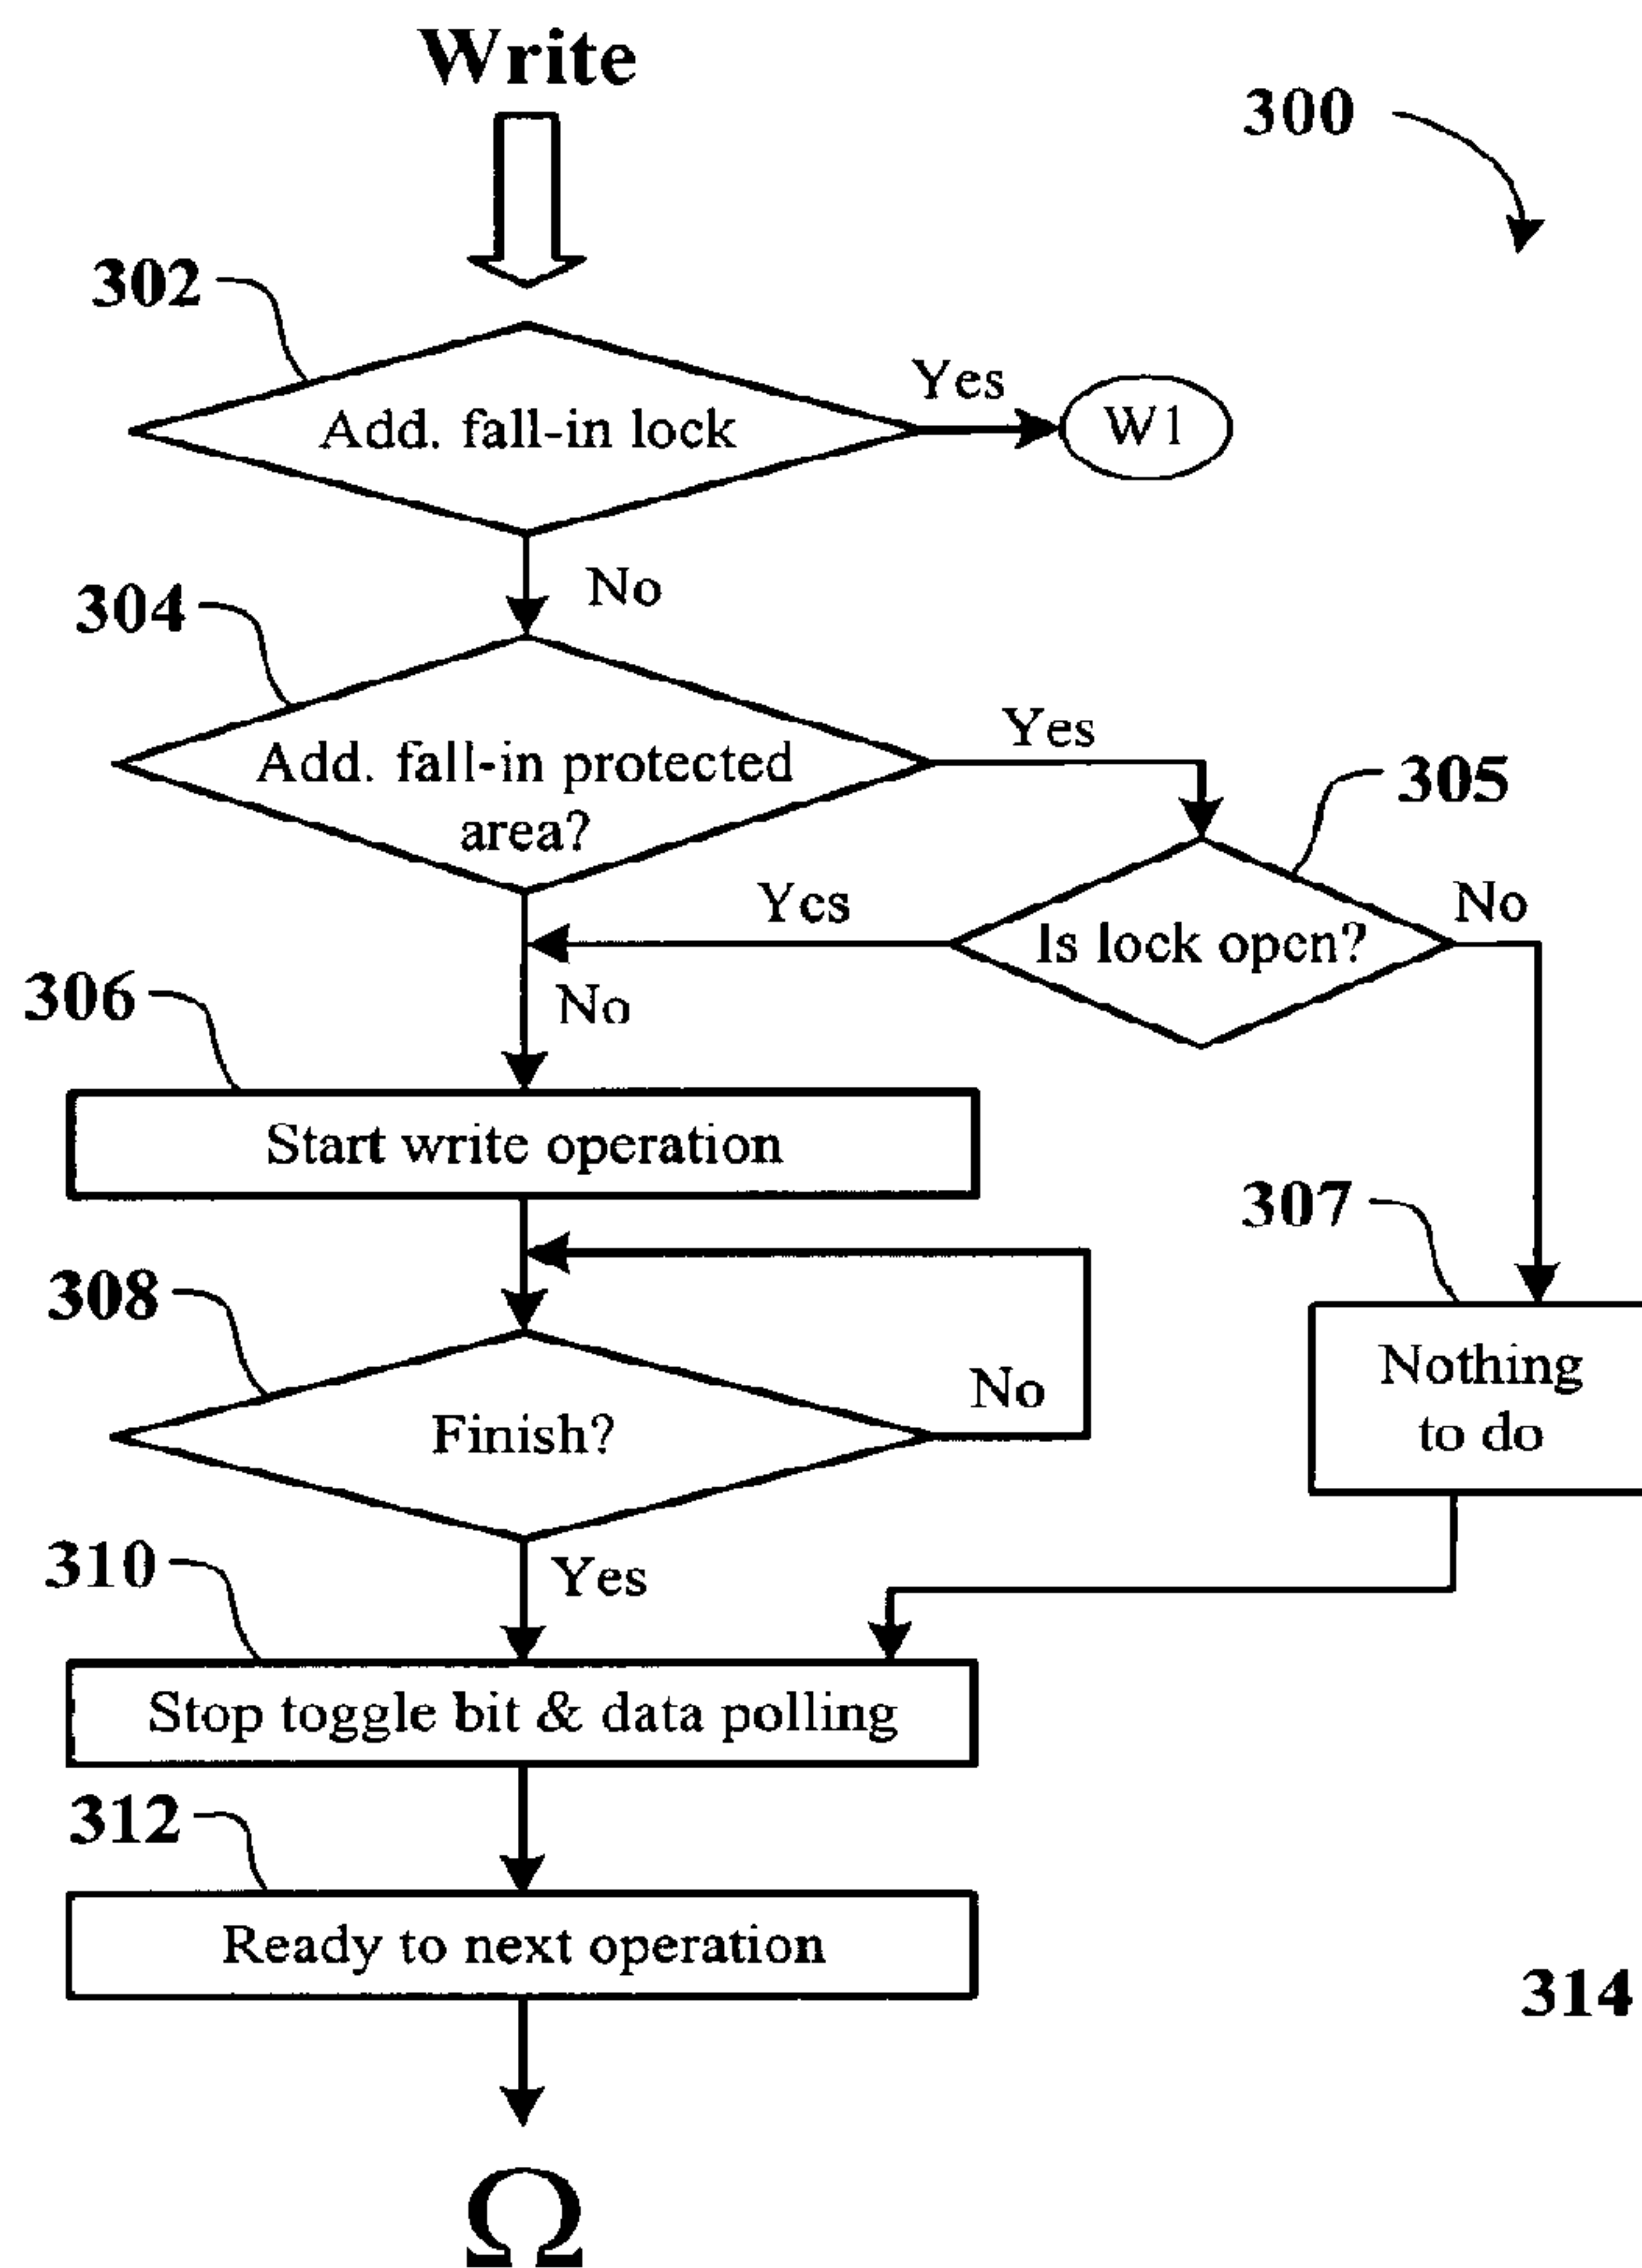 Write
300
302
Add. fall-in lock
Yes
W1
No
304
Add. fall-in protected
area?
Yes
305
Is lock open?
Yes
No
No
306
Start write operation
307
Nothing
to do
308
Finish?
No
Yes
310
Stop toggle bit & data polling
312
Ready to next operation
314
Ω